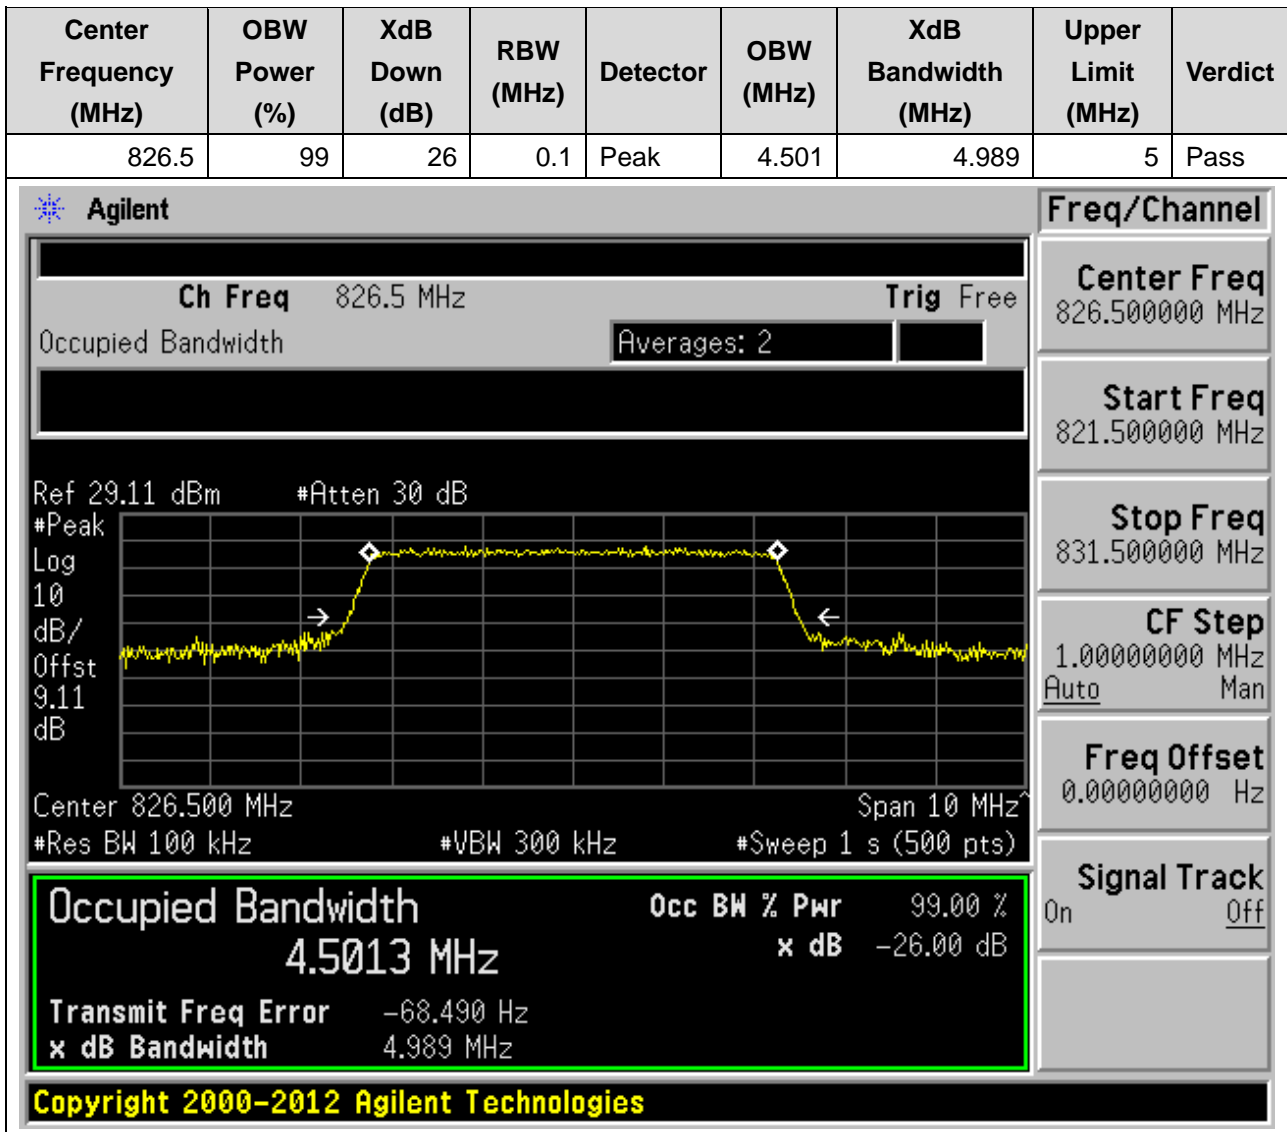 Center Frequency (MHz) OBW Power (%) XdB Down (dB) RBW (MHz) Detector OBW (MHz) XdB Bandwidth (MHz) Upper Limit (MHz) Verdict
826.5 99 26 0.1 Peak 4.501 4.989 5 Pass
Agilent
Freq/Channel
Ch Freq 826.5 MHz Trig Free
Occupied Bandwidth Averages: 2
Center Freq
826.500000 MHz
Start Freq
821.500000 MHz
Stop Freq
831.500000 MHz
CF Step
1.00000000 MHz
Auto Man
Freq Offset
0.00000000 Hz
Signal Track
On Off
Ref 29.11 dBm #Atten 30 dB
#Peak
Log
10
dB/
Offst
9.11
dB
Center 826.500 MHz Span 10 MHz^
#Res BW 100 kHz #VBW 300 kHz #Sweep 1 s (500 pts)
Occupied Bandwidth Occ BW % Pwr 99.00 %
4.5013 MHz x dB -26.00 dB
Transmit Freq Error -68.490 Hz
x dB Bandwidth 4.989 MHz
Copyright 2000-2012 Agilent Technologies